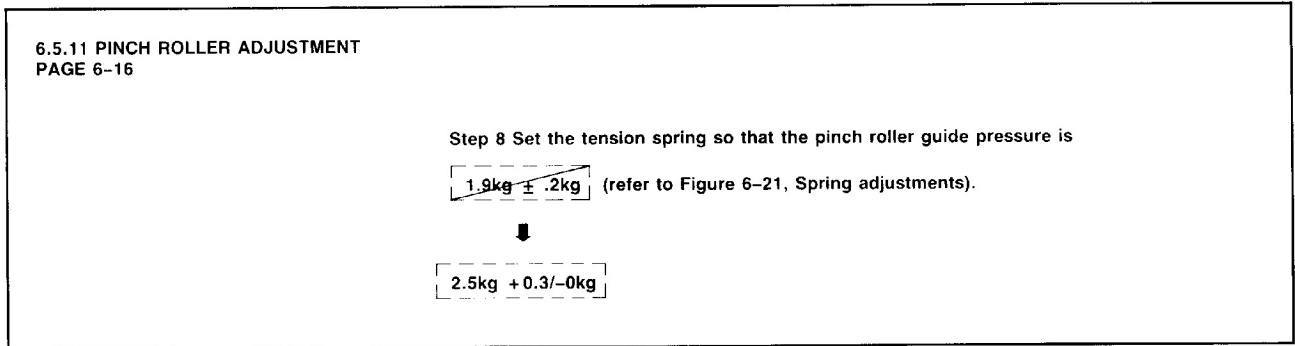 6.5.11 PINCH ROLLER ADJUSTMENT
PAGE 6–16
Step 8 Set the tension spring so that the pinch roller guide pressure is
1.9kg ± .2kg (refer to Figure 6–21, Spring adjustments).
2.5kg +0.3/–0kg